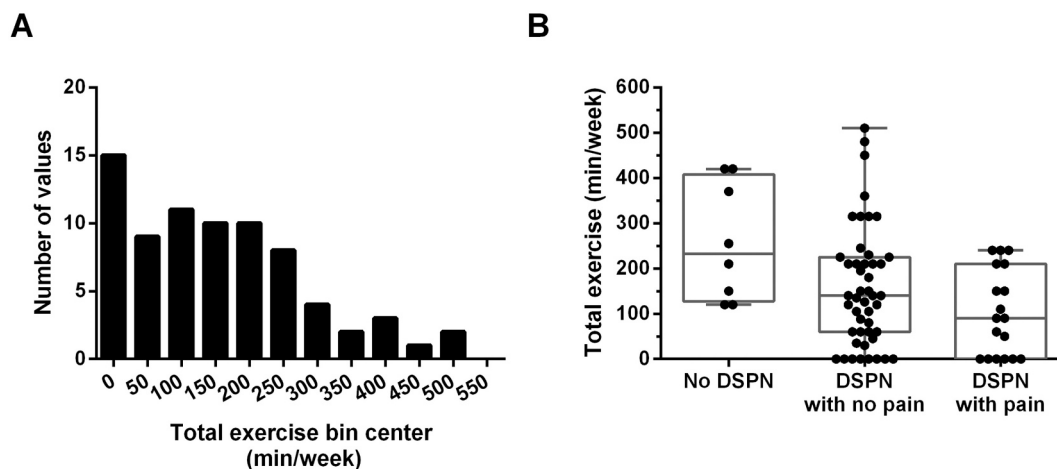 A
20
15
10
5
0
Number of values
0
50
100
150
200
250
300
350
400
450
500
550
Total exercise bin center
(min/week)
B
600
500
400
300
200
100
0
Total exercise (min/week)
No DSPN
DSPN
with no pain
DSPN
with pain